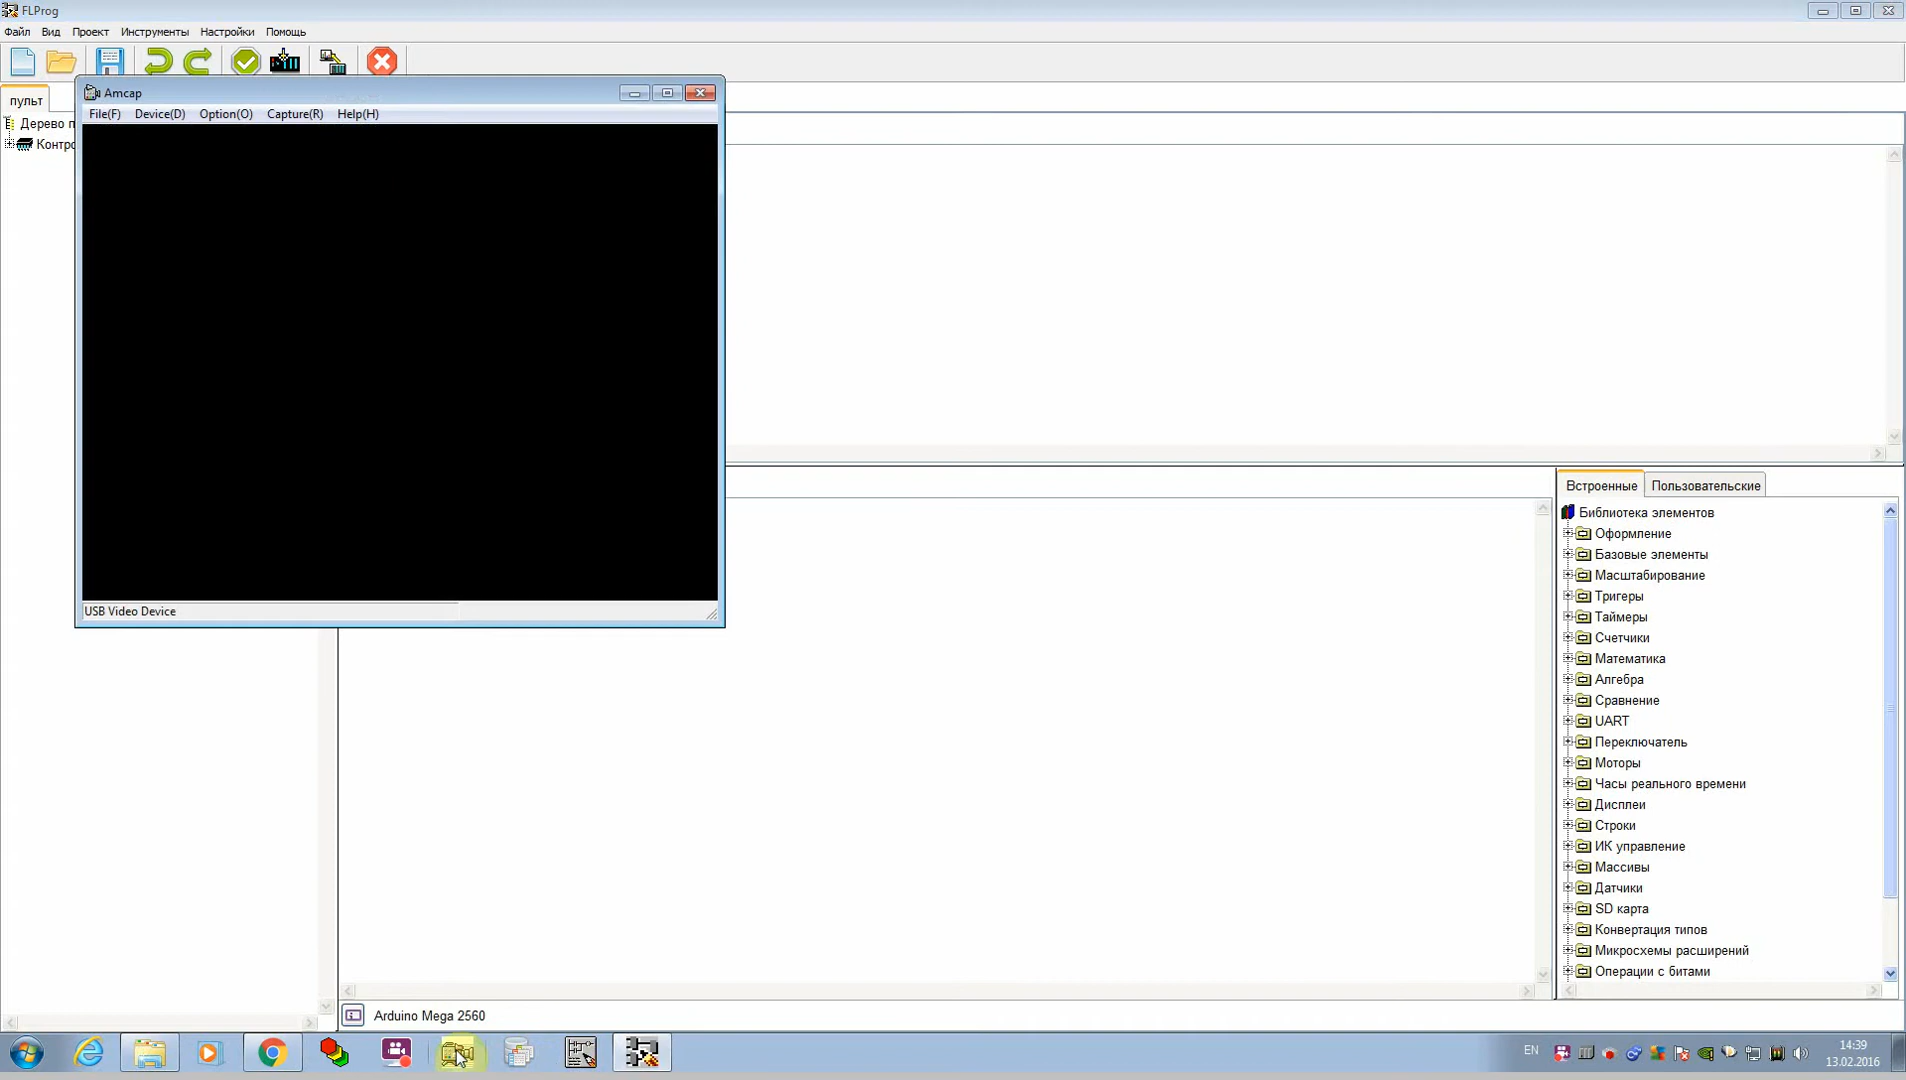 FLProg
Файл Вид Проект Инструменты Настройки Помощь
пульт
Дерево п
Контро
Amcap
File(F) Device(D) Option(O) Capture(R) Help(H)
USB Video Device
Встроенные Пользовательские
Библиотека элементов
Оформление
Базовые элементы
Масштабирование
Тригеры
Таймеры
Счетчики
Математика
Алгебра
Сравнение
UART
Переключатель
Моторы
Часы реального времени
Дисплеи
Строки
ИК управление
Массивы
Датчики
SD карта
Конвертация типов
Микросхемы расширений
Операции с битами
Arduino Mega 2560
EN
14:39
13.02.2016